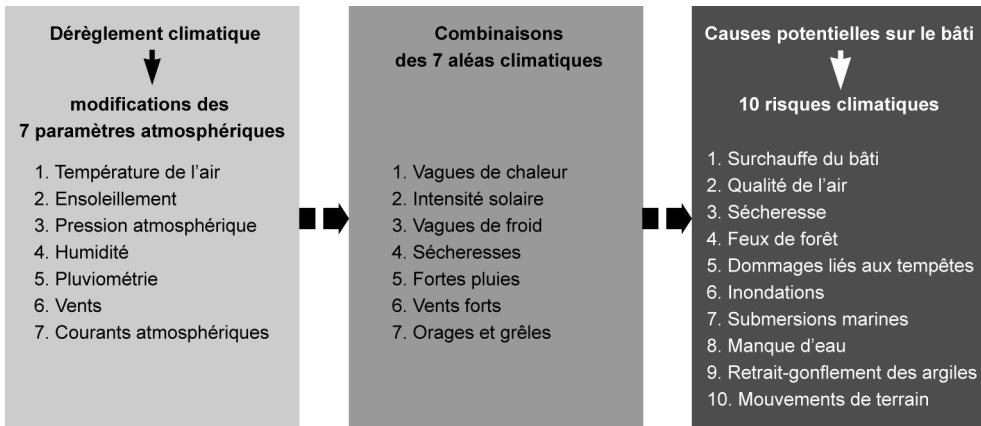 Dérèglement climatique
modifications des
7 paramètres atmosphériques
1. Température de l’air
2. Ensoleillement
3. Pression atmosphérique
4. Humidité
5. Pluviométrie
6. Vents
7. Courants atmosphériques
Combinaisons
des 7 aléas climatiques
1. Vagues de chaleur
2. Intensité solaire
3. Vagues de froid
4. Sécheresses
5. Fortes pluies
6. Vents forts
7. Orages et grêles
Causes potentielles sur le bâti
10 risques climatiques
1. Surchauffe du bâti
2. Qualité de l’air
3. Sécheresse
4. Feux de forêt
5. Dommages liés aux tempêtes
6. Inondations
7. Submersions marines
8. Manque d’eau
9. Retrait-gonflement des argiles
10. Mouvements de terrain